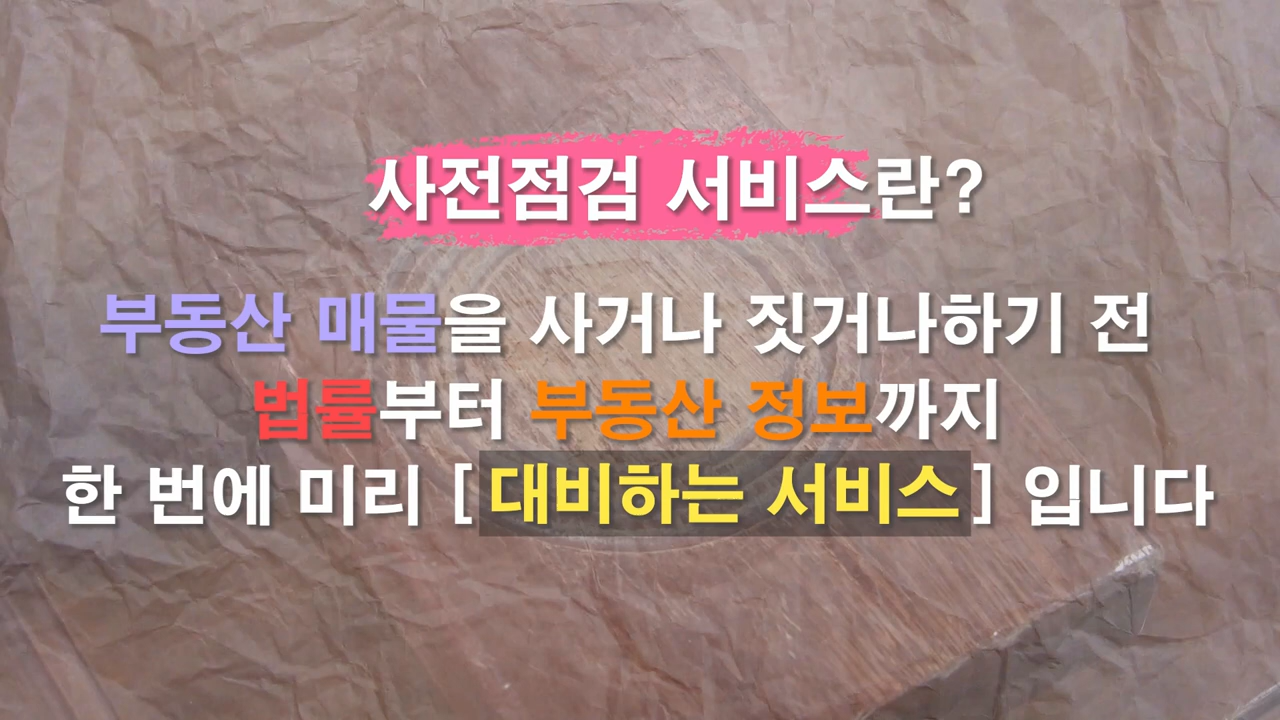 사전점검 서비스란?
부동산 매물을 사거나 짓거나하기 전
법률부터 부동산 정보까지
한 번에 미리 [대비하는 서비스] 입니다